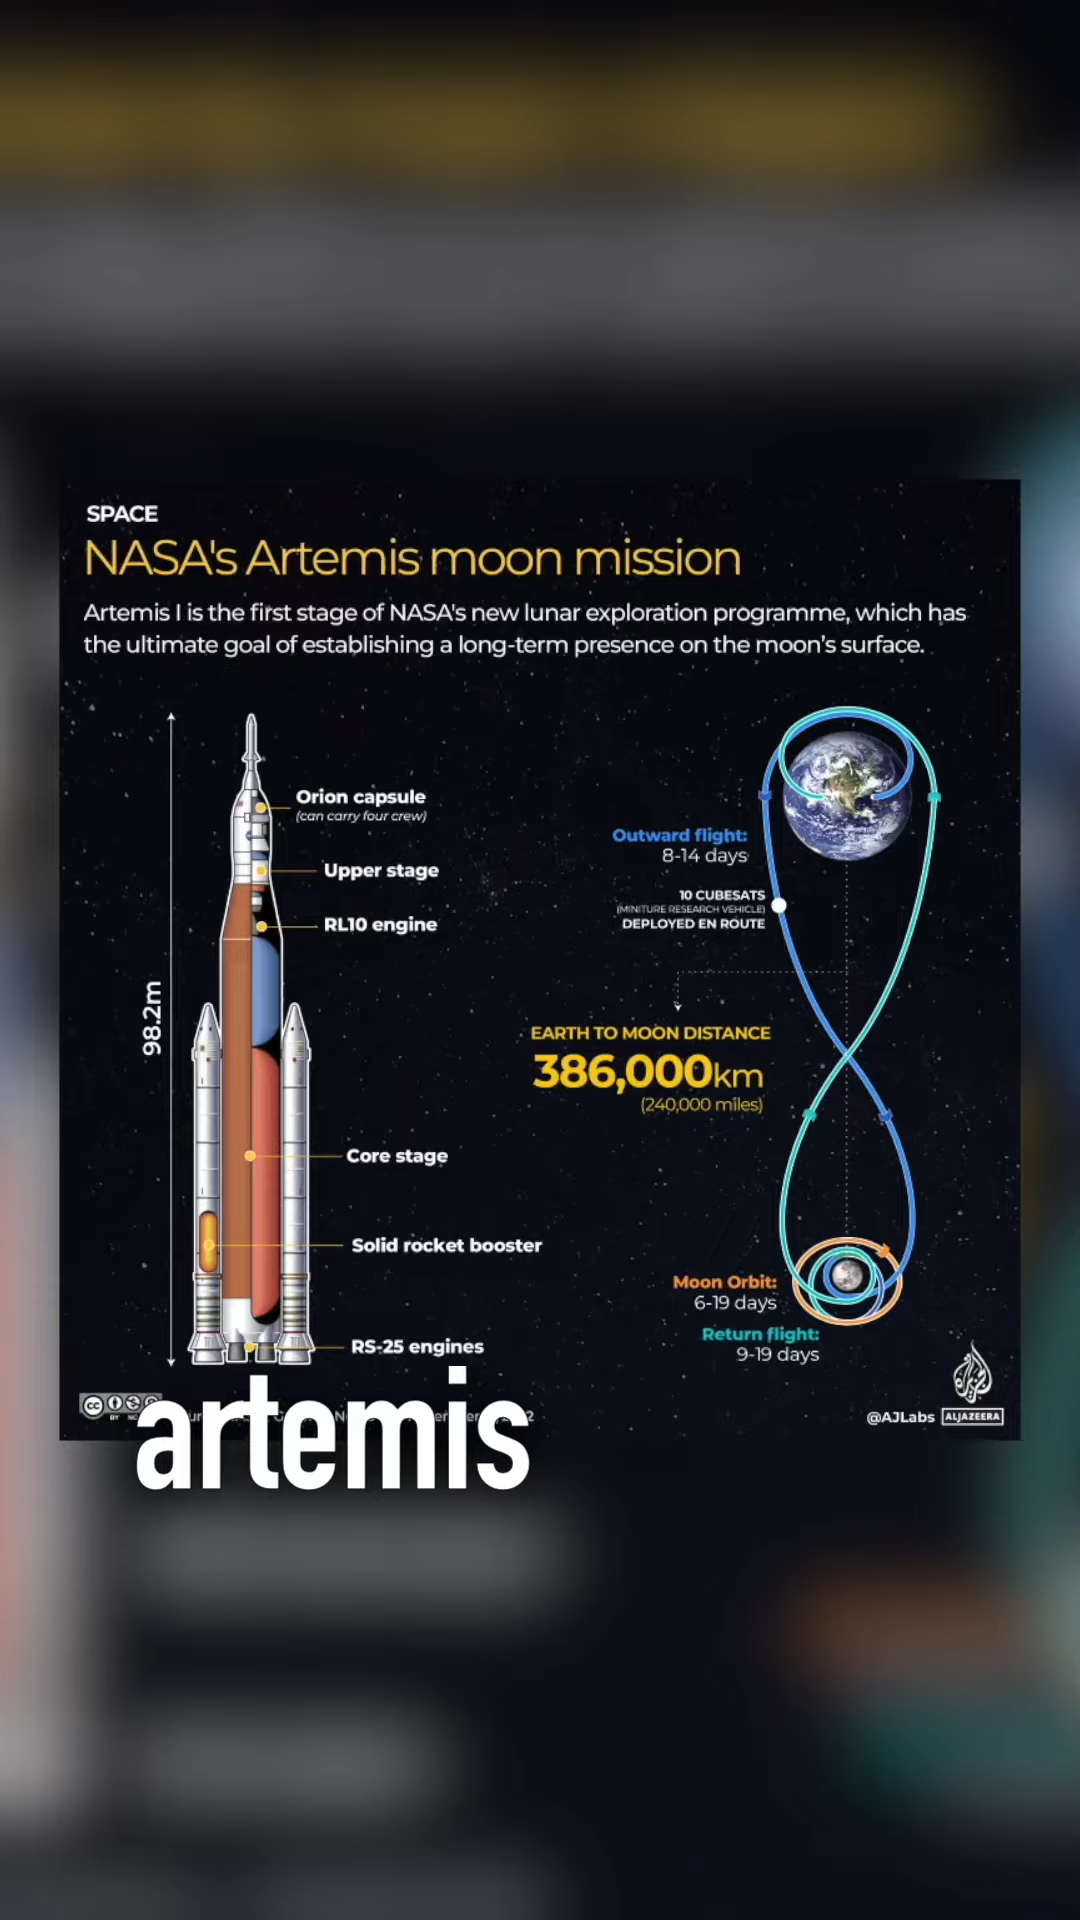 SPACE
NASA's Artemis moon mission
Artemis I is the first stage of NASA's new lunar exploration programme, which has
the ultimate goal of establishing a long-term presence on the moon's surface.
98.2m
Orion capsule
(can carry four crew)
Upper stage
RL10 engine
Core stage
Solid rocket booster
RS-25 engines
Outward flight:
8-14 days
10 CUBESATS
(MINITURE RESEARCH VEHICLE)
DEPLOYED EN ROUTE
EARTH TO MOON DISTANCE
386,000km
(240,000 miles)
Moon Orbit:
6-19 days
Return flight:
9-19 days
cc
BY
@AJLabs
ALJAZEERA
artemis